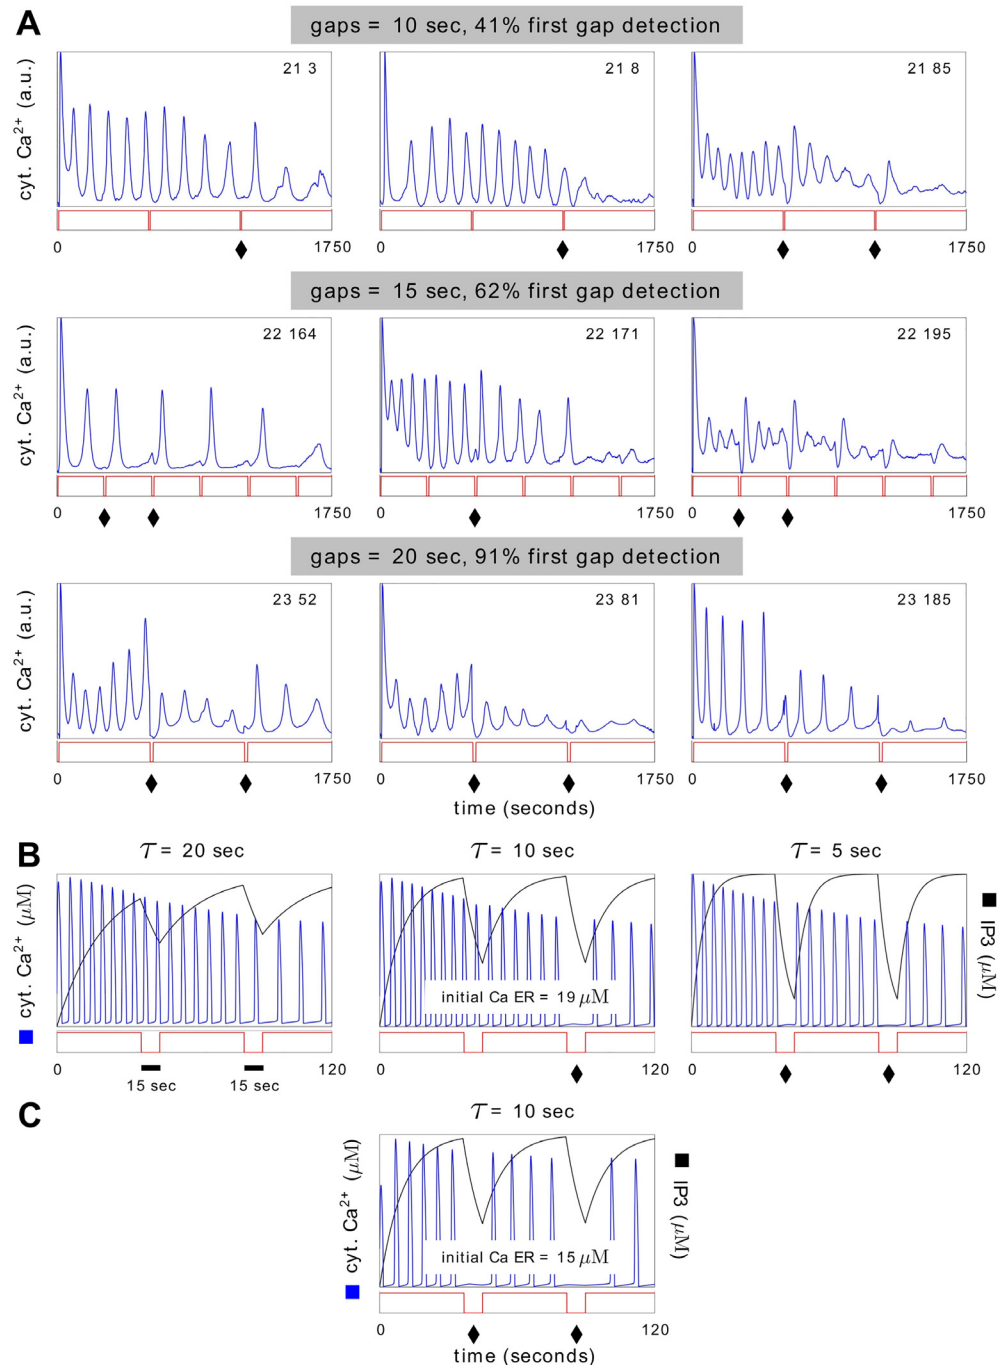 A
gaps = 10 sec, 41% first gap detection
cyt. Ca2+ (a.u.)
21 3
21 8
21 85
0 1750
0 1750
0 1750
gaps = 15 sec, 62% first gap detection
cyt. Ca2+ (a.u.)
22 164
22 171
22 195
0 1750
0 1750
0 1750
gaps = 20 sec, 91% first gap detection
cyt. Ca2+ (a.u.)
23 52
23 81
23 185
0 1750
0 1750
0 1750
time (seconds)
B
τ = 20 sec
τ = 10 sec
τ = 5 sec
cyt. Ca2+ (μM)
IP3 (μM)
initial Ca ER = 19 μM
0 120
15 sec 15 sec
0 120
0 120
C
τ = 10 sec
cyt. Ca2+ (μM)
IP3 (μM)
initial Ca ER = 15 μM
0 120
time (seconds)